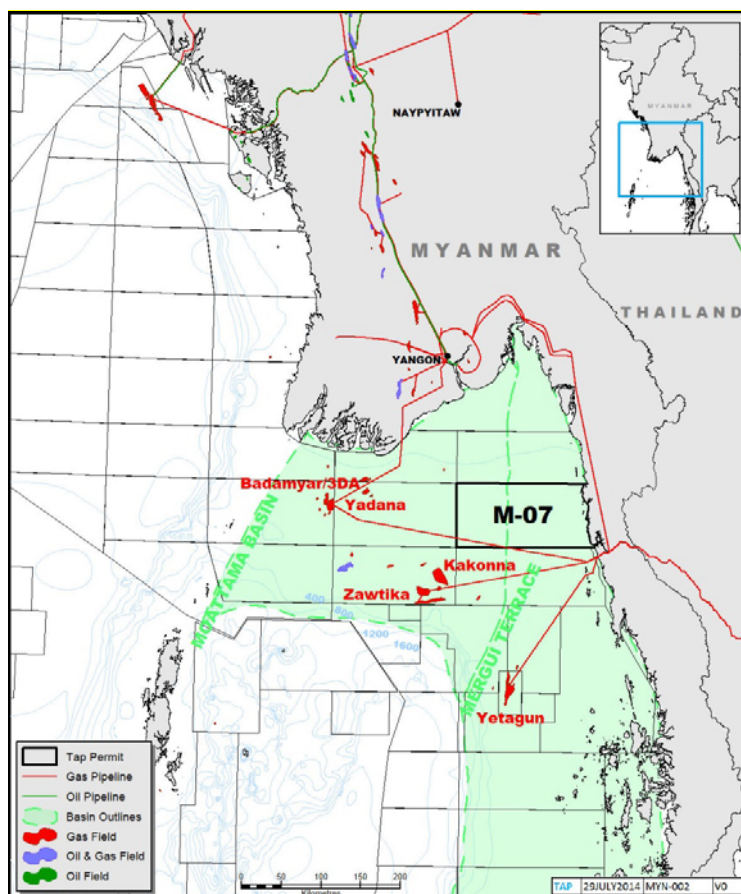 MYANMAR
NAYPYITAW
MYANMAR
THAILAND
YANGON
Badamyar/3DA
Yadana
M-07
MOATTAMA BASIN
Kakonna
Zawtika
MERGUI TERRACE
400
800
1200
1600
Yetagun
Tap Permit
Gas Pipeline
Oil Pipeline
Basin Outlines
Gas Field
Oil & Gas Field
Oil Field
0 50 100 200
Kilometres
TAP 29JULY2014 MYN-002 V0